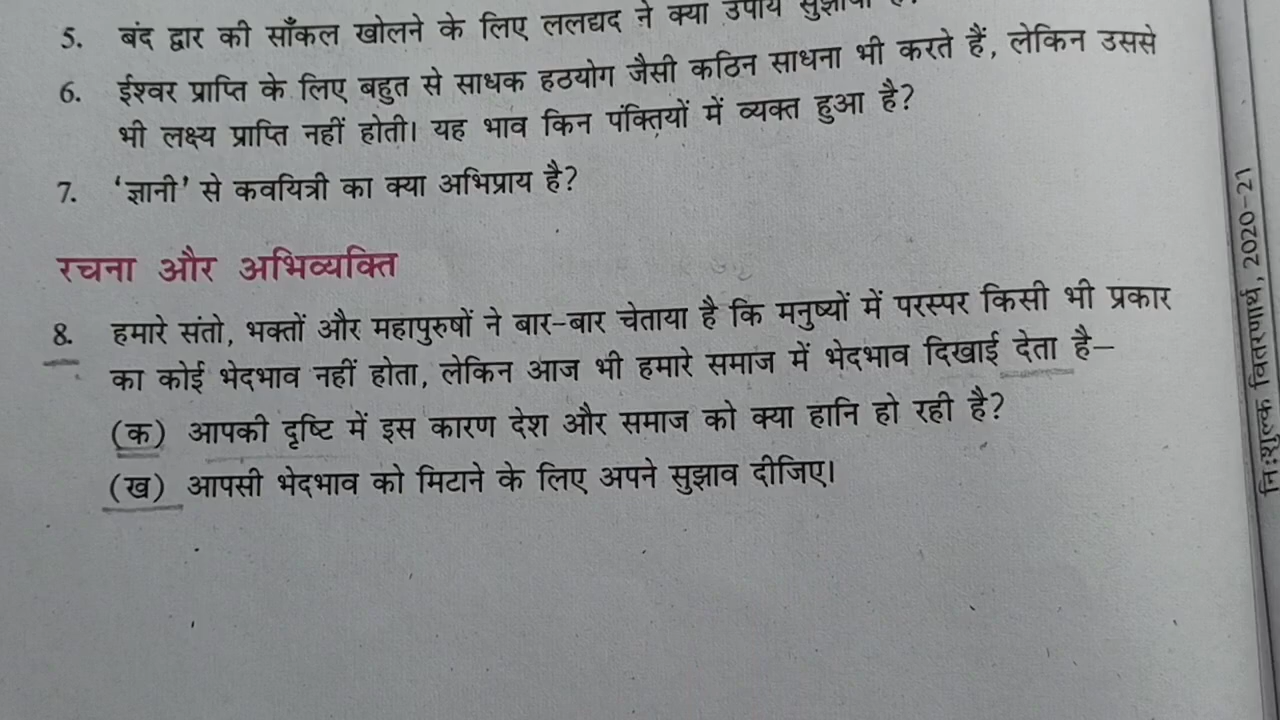 5. बंद द्वार की साँकल खोलने के लिए ललद्यद ने क्या उपाय
6. ईश्वर प्राप्ति के लिए बहुत से साधक हठयोग जैसी कठिन साधना भी करते हैं, लेकिन उससे
भी लक्ष्य प्राप्ति नहीं होती। यह भाव किन पंक्तियों में व्यक्त हुआ है?
7. 'ज्ञानी' से कवयित्री का क्या अभिप्राय है?
रचना और अभिव्यक्ति
8. हमारे संतो, भक्तों और महापुरुषों ने बार-बार चेताया है कि मनुष्यों में परस्पर किसी भी प्रकार
का कोई भेदभाव नहीं होता, लेकिन आज भी हमारे समाज में भेदभाव दिखाई देता है–
(क) आपकी दृष्टि में इस कारण देश और समाज को क्या हानि हो रही है?
(ख) आपसी भेदभाव को मिटाने के लिए अपने सुझाव दीजिए।
निःशुल्क वितरणार्थ, 2020-21